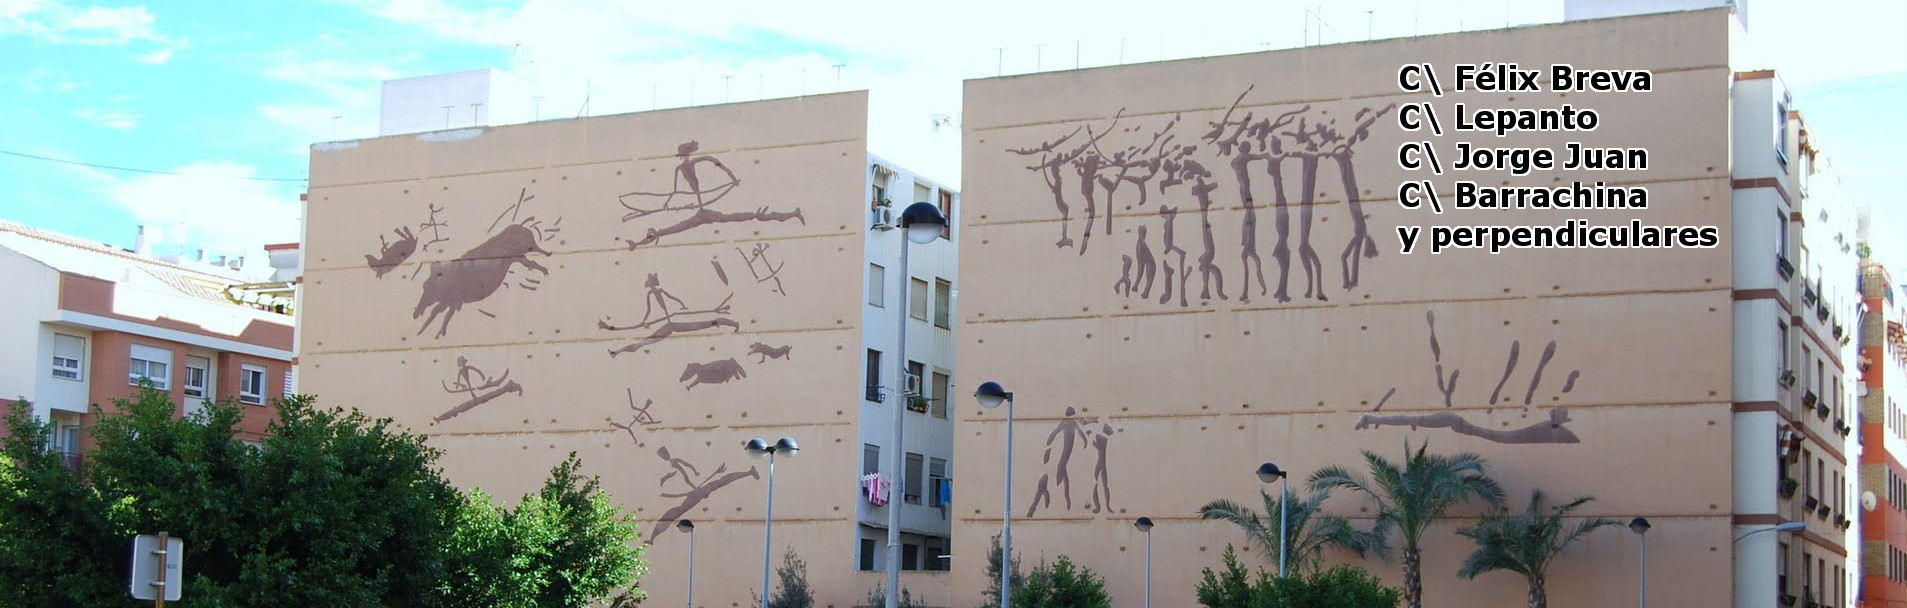 C\ Félix Breva
C\ Lepanto
C\ Jorge Juan
C\ Barrachina
y perpendiculares